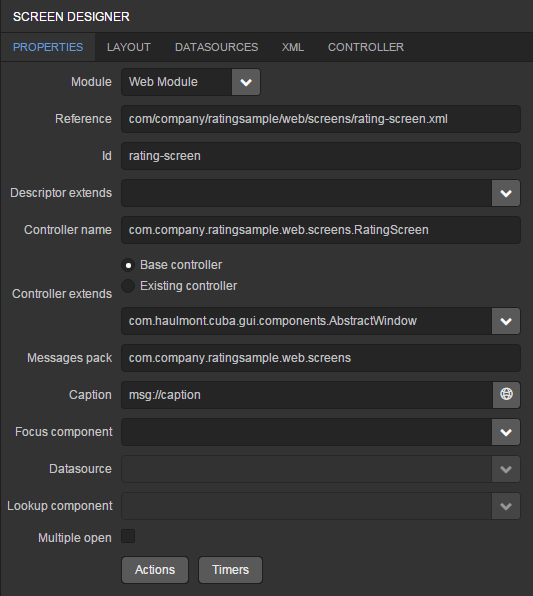 SCREEN DESIGNER
PROPERTIES LAYOUT DATASOURCES XML CONTROLLER
Module Web Module
Reference com/company/ratingsample/web/screens/rating-screen.xml
Id rating-screen
Descriptor extends
Controller name com.company.ratingsample.web.screens.RatingScreen
Base controller
Controller extends
Existing controller
com.haulmont.cuba.gui.components.AbstractWindow
Messages pack com.company.ratingsample.web.screens
Caption msg://caption
Focus component
Datasource
Lookup component
Multiple open
Actions Timers